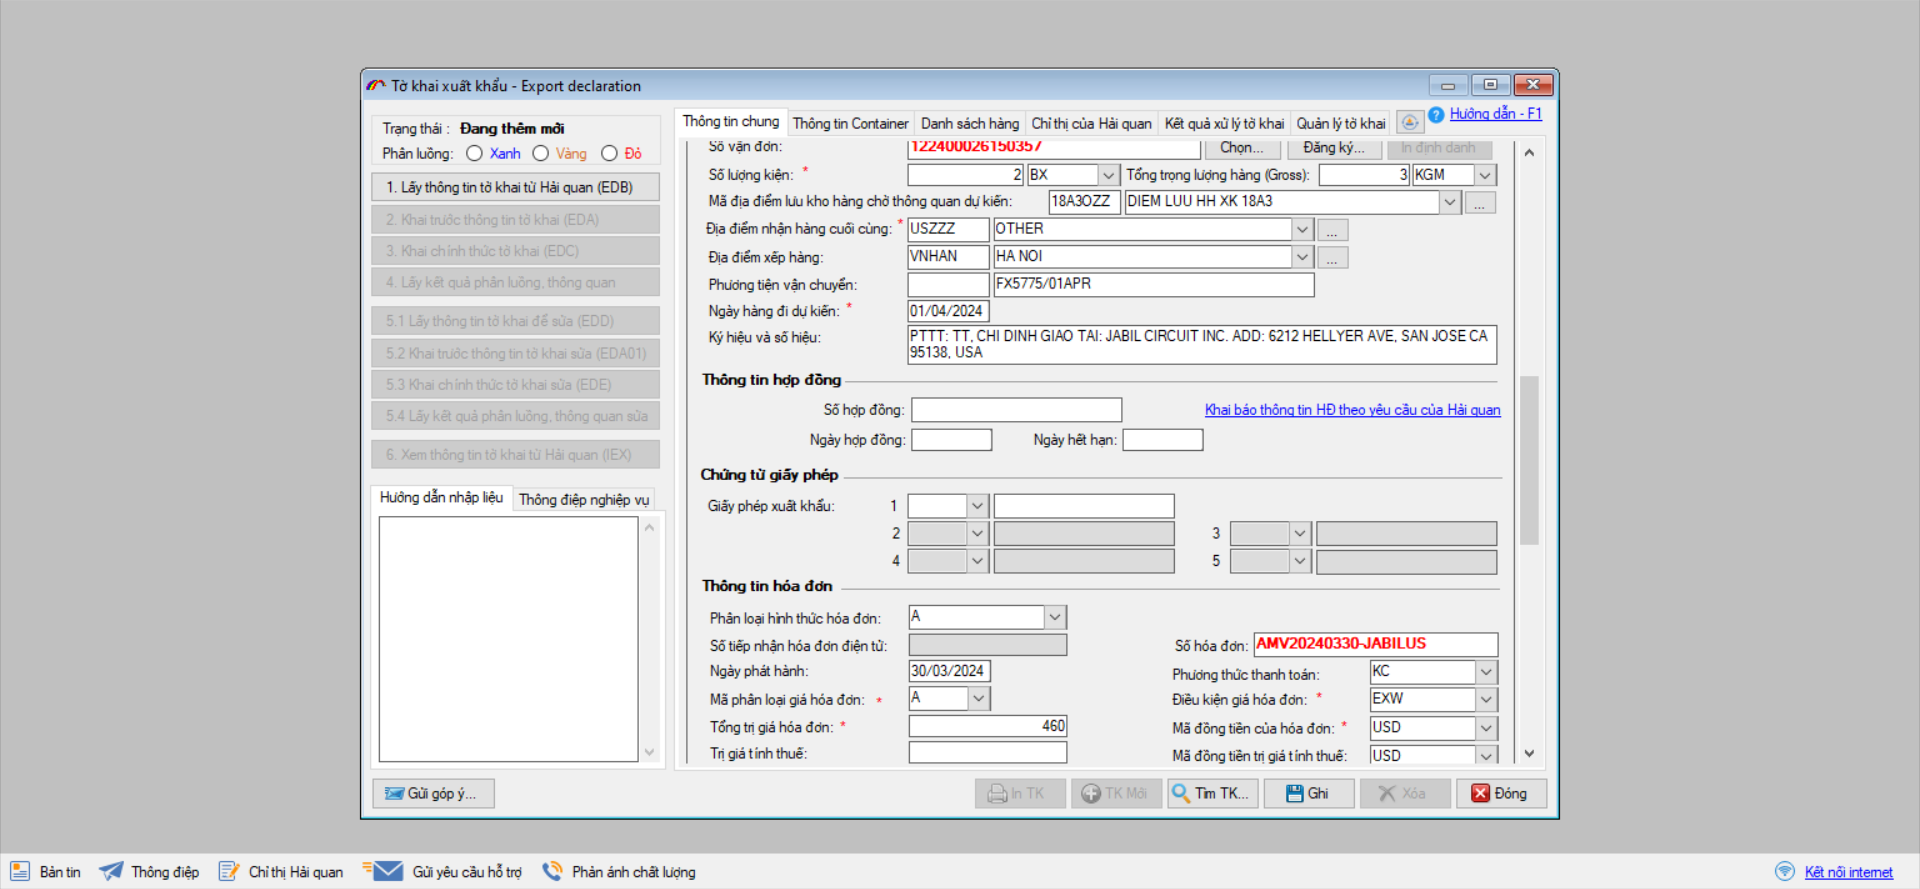 Tờ khai xuất khẩu - Export declaration
Trạng thái : Đang thêm mới
Phân luồng: Xanh Vàng Đỏ
1. Lấy thông tin tờ khai từ Hải quan (EDB)
2. Khai trước thông tin tờ khai (EDA)
3. Khai chính thức tờ khai (EDC)
4. Lấy kết quả phân luồng, thông quan
5.1 Lấy thông tin tờ khai để sửa (EDD)
5.2 Khai trước thông tin tờ khai sửa (EDA01)
5.3 Khai chính thức tờ khai sửa (EDE)
5.4 Lấy kết quả phân luồng, thông quan sửa
6. Xem thông tin tờ khai từ Hải quan (IEX)
Hướng dẫn nhập liệu Thông điệp nghiệp vụ
Gửi góp ý...
Thông tin chung Thông tin Container Danh sách hàng Chỉ thị của Hải quan Kết quả xử lý tờ khai Quản lý tờ khai Hướng dẫn - F1
Số vận đơn: 122400026150357 Chọn... Đăng ký... In định danh
Số lượng kiện: * 2 BX Tổng trọng lượng hàng (Gross): 3 KGM
Mã địa điểm lưu kho hàng chờ thông quan dự kiến: 18A3OZZ DIEM LUU HH XK 18A3 ...
Địa điểm nhận hàng cuối cùng: * USZZZ OTHER ...
Địa điểm xếp hàng: VNHAN HA NOI ...
Phương tiện vận chuyển: FX5775/01APR
Ngày hàng đi dự kiến: * 01/04/2024
Ký hiệu và số hiệu: PTTT: TT, CHI DINH GIAO TAI: JABIL CIRCUIT INC. ADD: 6212 HELLYER AVE, SAN JOSE CA
95138, USA
Thông tin hợp đồng
Số hợp đồng: Khai báo thông tin HĐ theo yêu cầu của Hải quan
Ngày hợp đồng: Ngày hết hạn:
Chứng từ giấy phép
Giấy phép xuất khẩu: 1
2 3
4 5
Thông tin hóa đơn
Phân loại hình thức hóa đơn: A
Số tiếp nhận hóa đơn điện tử: Số hóa đơn: AMV20240330-JABILUS
Ngày phát hành: 30/03/2024 Phương thức thanh toán: KC
Mã phân loại giá hóa đơn: * A Điều kiện giá hóa đơn: * EXW
Tổng trị giá hóa đơn: * 460 Mã đồng tiền của hóa đơn: * USD
Trị giá tính thuế: Mã đồng tiền trị giá tính thuế: USD
In TK TK Mới Tìm TK... Ghi Xóa Đóng
Bản tin Thông điệp Chỉ thị Hải quan Gửi yêu cầu hỗ trợ Phản ánh chất lượng Kết nối internet